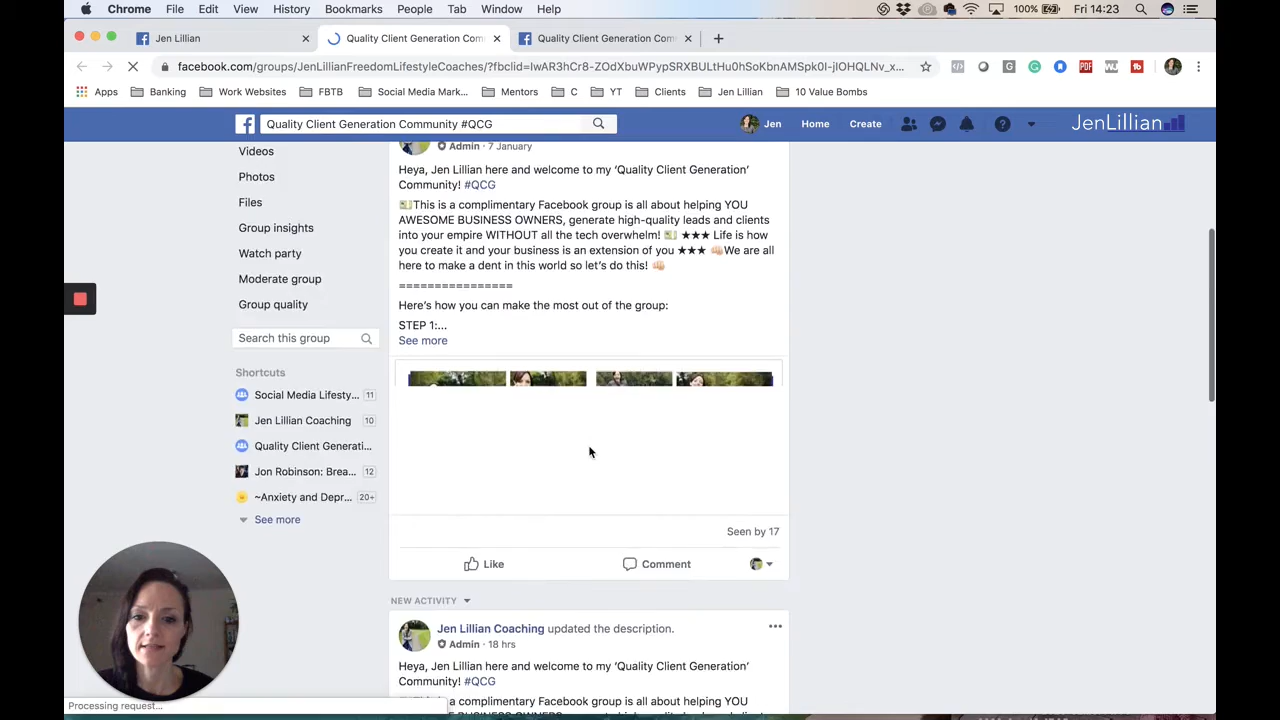 Chrome File Edit View History Bookmarks People Tab Window Help 100% Fri 14:23
Jen Lillian × Quality Client Generation Com × Quality Client Generation Com × +
facebook.com/groups/JenLillianFreedomLifestyleCoaches/?fbclid=IwAR3hCr8-ZOdXbuWPypSRXBULtHu0hSoKbnAMSpk0I-jIOHQLNv_x...
Apps Banking Work Websites FBTB Social Media Mark... Mentors C YT Clients Jen Lillian 10 Value Bombs
Quality Client Generation Community #QCG Jen Home Create JenLillian
Videos
Photos
Files
Group insights
Watch party
Moderate group
Group quality
Search this group
Shortcuts
Social Media Lifesty... 11
Jen Lillian Coaching 10
Quality Client Generati...
Jon Robinson: Brea... 12
~Anxiety and Depr... 20+
See more
Admin · 7 January
Heya, Jen Lillian here and welcome to my ‘Quality Client Generation’
Community! #QCG
💵This is a complimentary Facebook group is all about helping YOU
AWESOME BUSINESS OWNERS, generate high-quality leads and clients
into your empire WITHOUT all the tech overwhelm! 💵 ★★★ Life is how
you create it and your business is an extension of you ★★★ 👊🏻We are all
here to make a dent in this world so let’s do this! 👊🏻
================
Here’s how you can make the most out of the group:
STEP 1:...
See more
Seen by 17
Like Comment
NEW ACTIVITY
Jen Lillian Coaching updated the description.
Admin · 18 hrs
Heya, Jen Lillian here and welcome to my ‘Quality Client Generation’
Community! #QCG
is a complimentary Facebook group is all about helping YOU
Processing request...